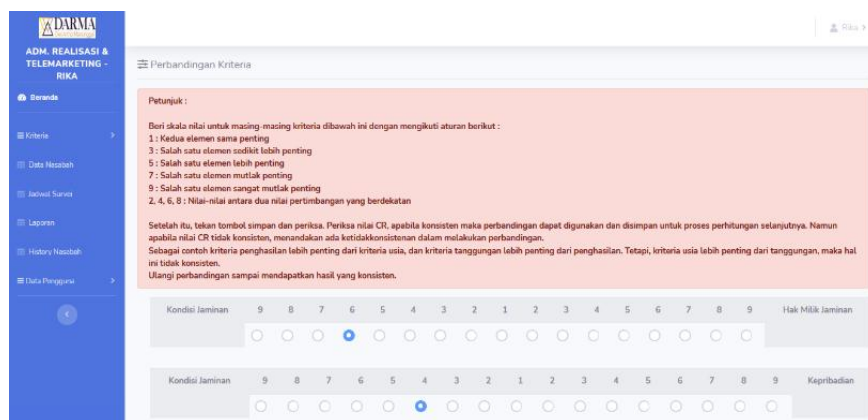 DARMA
ADM. REALISASI &
TELEMARKETING -
RIKA
Beranda
Kriteria
Data Nasabah
Jadwal Survei
Laporan
History Nasabah
Data Pengguna
Rika
Perbandingan Kriteria
Petunjuk :
Beri skala nilai untuk masing-masing kriteria dibawah ini dengan mengikuti aturan berikut :
1 : Kedua elemen sama penting
3 : Salah satu elemen sedikit lebih penting
5 : Salah satu elemen lebih penting
7 : Salah satu elemen mutlak penting
9 : Salah satu elemen sangat mutlak penting
2, 4, 6, 8 : Nilai-nilai antara dua nilai pertimbangan yang berdekatan
Setelah itu, tekan tombol simpan dan periksa. Periksa nilai CR, apabila konsisten maka perbandingan dapat digunakan dan disimpan untuk proses perhitungan selanjutnya. Namun
apabila nilai CR tidak konsisten, menandakan ada ketidakkonsistenan dalam melakukan perbandingan.
Sebagai contoh kriteria penghasilan lebih penting dari kriteria usia, dan kriteria tanggungan lebih penting dari penghasilan. Tetapi, kriteria usia lebih penting dari tanggungan, maka hal
ini tidak konsisten.
Ulangi perbandingan sampai mendapatkan hasil yang konsisten.
Kondisi Jaminan 9 8 7 6 5 4 3 2 1 2 3 4 5 6 7 8 9 Hak Milik Jaminan
Kondisi Jaminan 9 8 7 6 5 4 3 2 1 2 3 4 5 6 7 8 9 Kepribadian